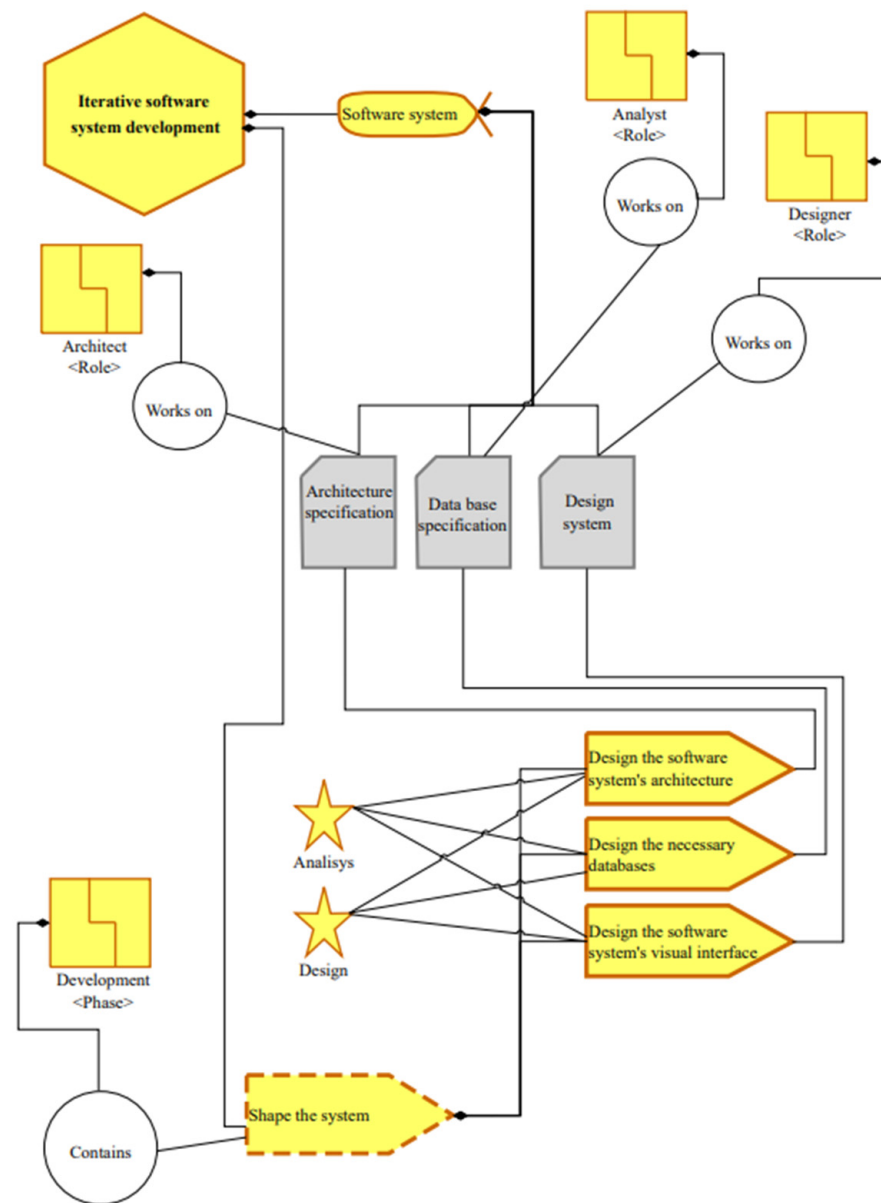 Iterative software
system development
Software system
Analyst
<Role>
Works on
Designer
<Role>
Works on
Architect
<Role>
Works on
Architecture
specification
Data base
specification
Design
system
Design the software
system's architecture
Analisys
Design the necessary
databases
Design
Design the software
system's visual interface
Development
<Phase>
Shape the system
Contains